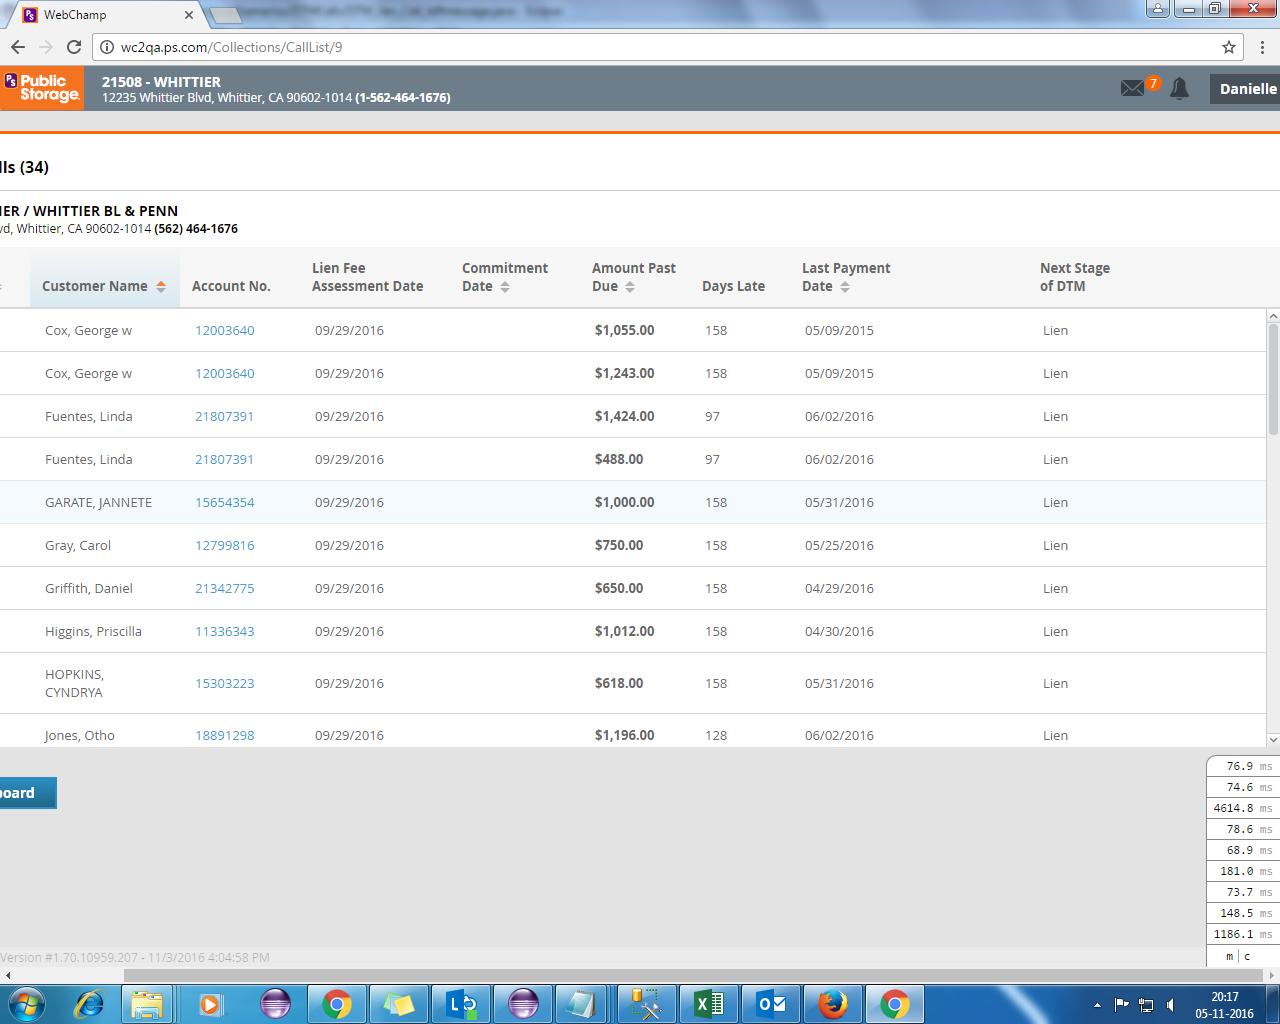 WebChamp
wc2qa.ps.com/Collections/CallList/9
PS Public Storage.
21508 - WHITTIER
12235 Whittier Blvd, Whittier, CA 90602-1014 (1-562-464-1676)
7
Danielle
lls (34)
IER / WHITTIER BL & PENN
vd, Whittier, CA 90602-1014 (562) 464-1676
Customer Name Account No. Lien Fee Assessment Date Commitment Date Amount Past Due Days Late Last Payment Date Next Stage of DTM
Cox, George w 12003640 09/29/2016 $1,055.00 158 05/09/2015 Lien
Cox, George w 12003640 09/29/2016 $1,243.00 158 05/09/2015 Lien
Fuentes, Linda 21807391 09/29/2016 $1,424.00 97 06/02/2016 Lien
Fuentes, Linda 21807391 09/29/2016 $488.00 97 06/02/2016 Lien
GARATE, JANNETE 15654354 09/29/2016 $1,000.00 158 05/31/2016 Lien
Gray, Carol 12799816 09/29/2016 $750.00 158 05/25/2016 Lien
Griffith, Daniel 21342775 09/29/2016 $650.00 158 04/29/2016 Lien
Higgins, Priscilla 11336343 09/29/2016 $1,012.00 158 04/30/2016 Lien
HOPKINS, CYNDRYA 15303223 09/29/2016 $618.00 158 05/31/2016 Lien
Jones, Otho 18891298 09/29/2016 $1,196.00 128 06/02/2016 Lien
board
76.9 ms
74.6 ms
4614.8 ms
78.6 ms
68.9 ms
181.0 ms
73.7 ms
148.5 ms
1186.1 ms
m | c
Version #1.70.10959.207 - 11/3/2016 4:04:58 PM
20:17
05-11-2016